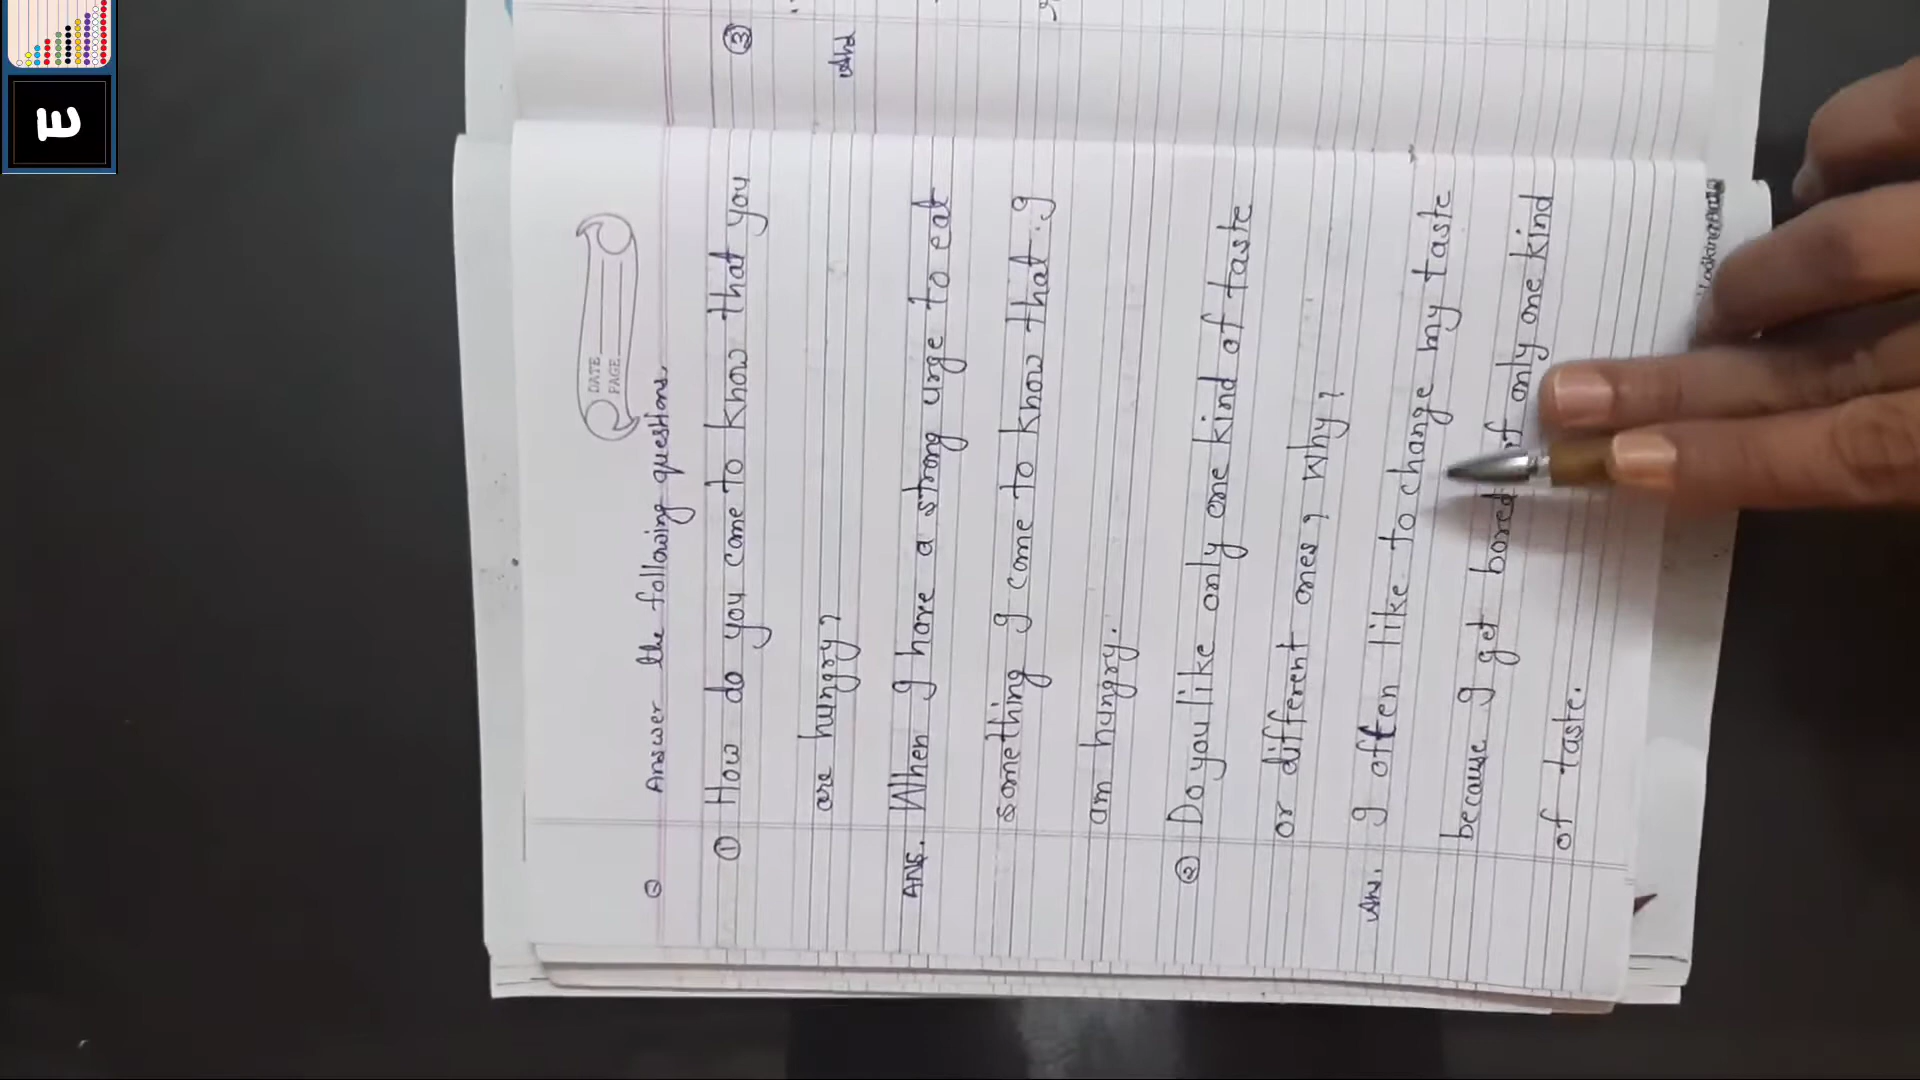 DATE
PAGE
Q Answer the following questions.
① How do you come to know that you
are hungry?
ANS. When I have a strong urge to eat
something I come to know that I
am hungry.
② Do you like only one kind of taste
or different ones ? Why?
Ans. I often like to change my taste
because I get bored of only one kind
of taste.
③
Ans